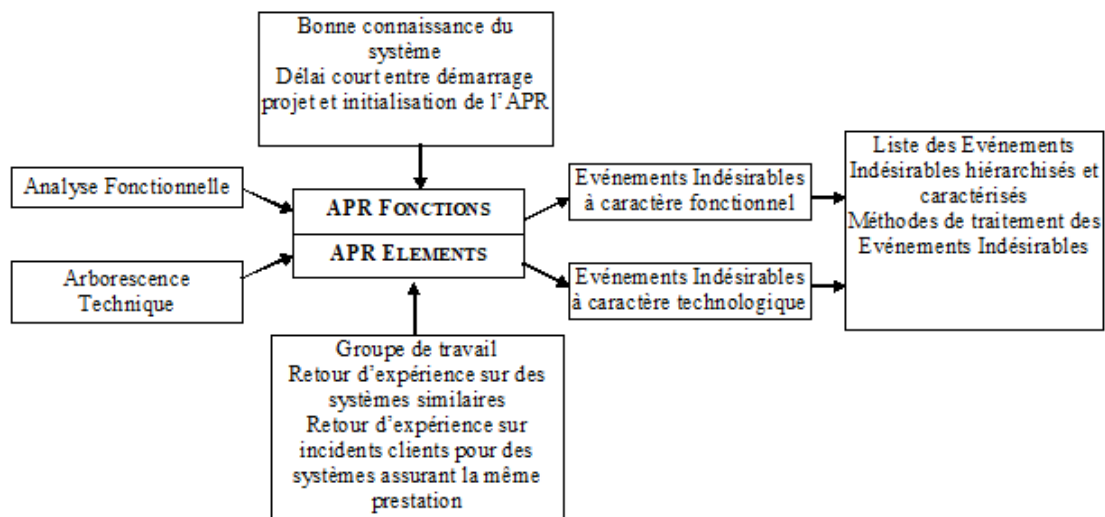 Bonne connaissance du
système
Délai court entre démarrage
projet et initialisation de l'APR
Analyse Fonctionnelle
Arborescence
Technique
APR FONCTIONS
APR ELEMENTS
Evénements Indésirables
à caractère fonctionnel
Evénements Indésirables
à caractère technologique
Liste des Evénements
Indésirables hiérarchisés et
caractérisés
Méthodes de traitement des
Evénements Indésirables
Groupe de travail
Retour d'expérience sur des
systèmes similaires
Retour d'expérience sur
incidents clients pour des
systèmes assurant la même
prestation